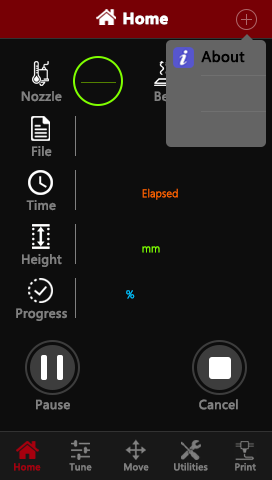 Home
About
Nozzle
Be
File
Time
Elapsed
Height
mm
Progress
%
Pause
Cancel
Home Tune Move Utilities Print